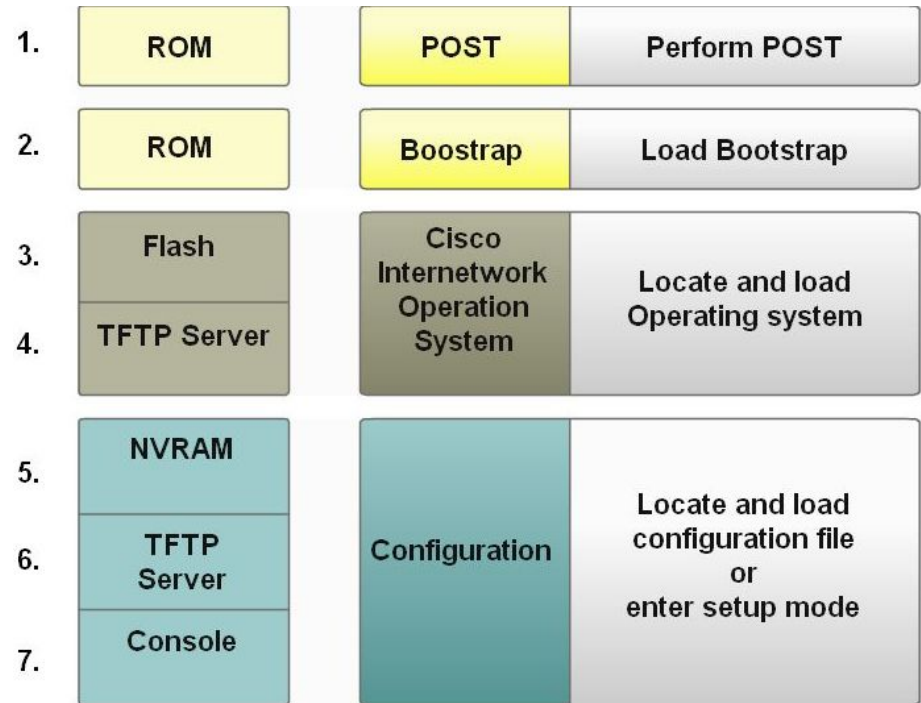 1.
ROM
POST
Perform POST
2.
ROM
Boostrap
Load Bootstrap
3.
Flash
4.
TFTP Server
Cisco
Internetwork
Operation
System
Locate and load
Operating system
5.
NVRAM
6.
TFTP
Server
7.
Console
Configuration
Locate and load
configuration file
or
enter setup mode